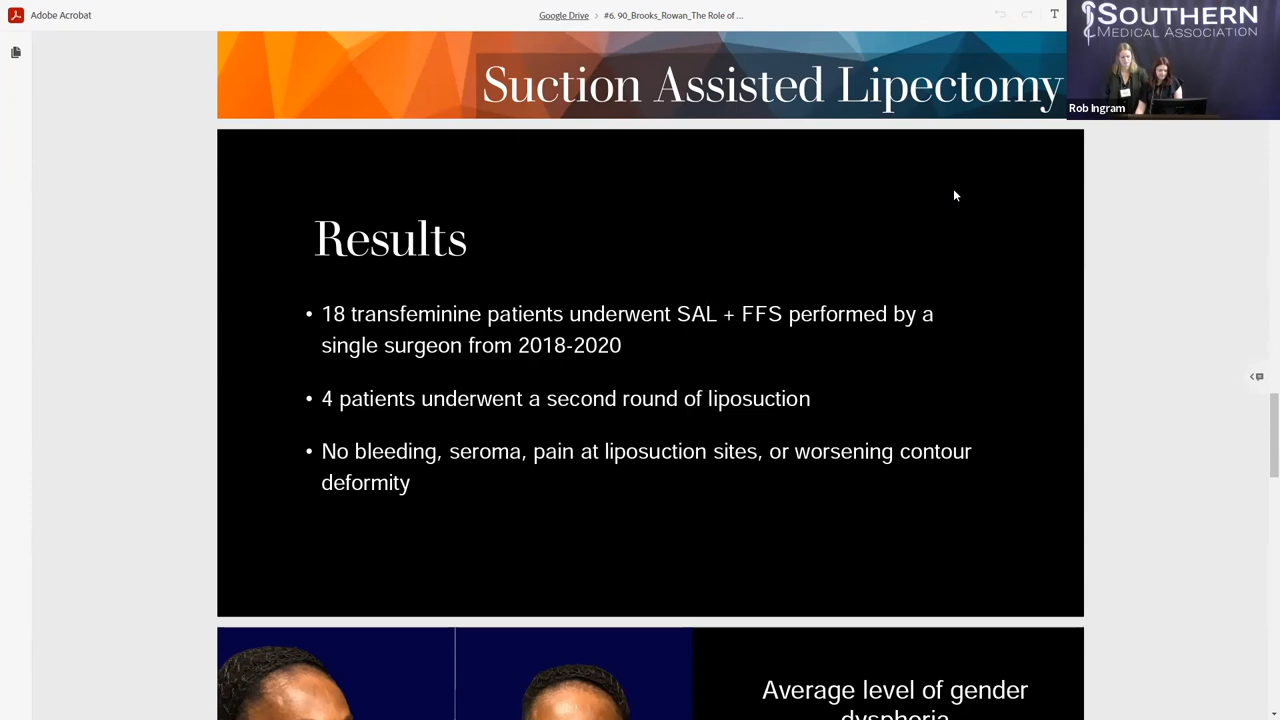 Adobe Acrobat
Google Drive › #6. 90_Brooks_Rowan_The Role of ...
T
SOUTHERN
MEDICAL ASSOCIATION
Rob Ingram
Suction Assisted Lipectomy
Results
• 18 transfeminine patients underwent SAL + FFS performed by a
single surgeon from 2018-2020
• 4 patients underwent a second round of liposuction
• No bleeding, seroma, pain at liposuction sites, or worsening contour
deformity
Average level of gender
dysphoria